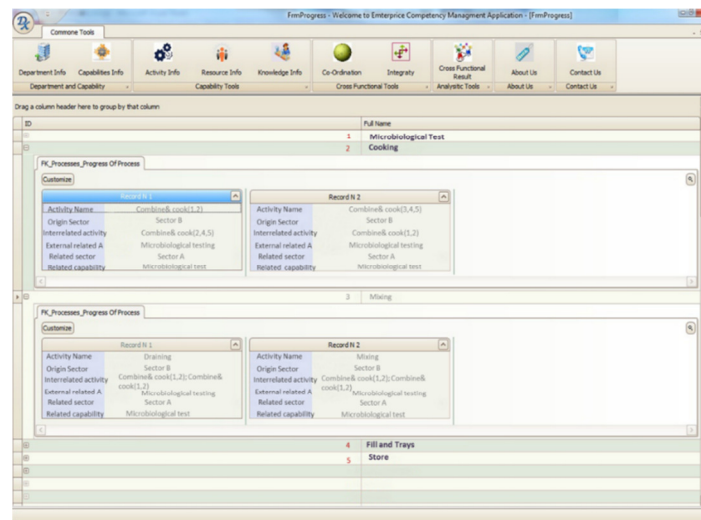 FrmProgress - Welcome to Emterprice Competency Managment Application - [FrmProgess]
Commone Tools
Department Info Capabilities Info Activity Info Resource Info Knowledge Info Co-Ordination Integraty Cross Functional Result About Us Contact Us
Department and Capability Capability Tools Cross Functional Tools Analysitic Tools About Us Contact Us
Drag a column header here to group by that column
ID Full Name
1 Microbiological Test
2 Cooking
FK_Processes_Progress Of Process
Customize
Record N 1 Record N 2
Activity Name Combine& cook(1,2) Activity Name Combine& cook(3,4,5)
Origin Sector Sector B Origin Sector Sector B
Interrelated activity Combine& cook(2,4,5) Interrelated activity Combine& cook(1,2)
External related A Microbiological testing External related A Microbiological testing
Related sector Sector A Related sector Sector A
Related capability Microbiological test Related capability Microbiological test
3 Mixing
FK_Processes_Progress Of Process
Customize
Record N 1 Record N 2
Activity Name Draining Activity Name Mixing
Origin Sector Sector B Origin Sector Sector B
Interrelated activity Combine& cook(1,2);Combine& cook(1,2) Interrelated activity Combine& cook(1,2);Combine& cook(1,2)
External related A Microbiological testing External related A Microbiological testing
Related sector Sector A Related sector Sector A
Related capability Microbiological test Related capability Microbiological test
4 Fill and Trays
5 Store